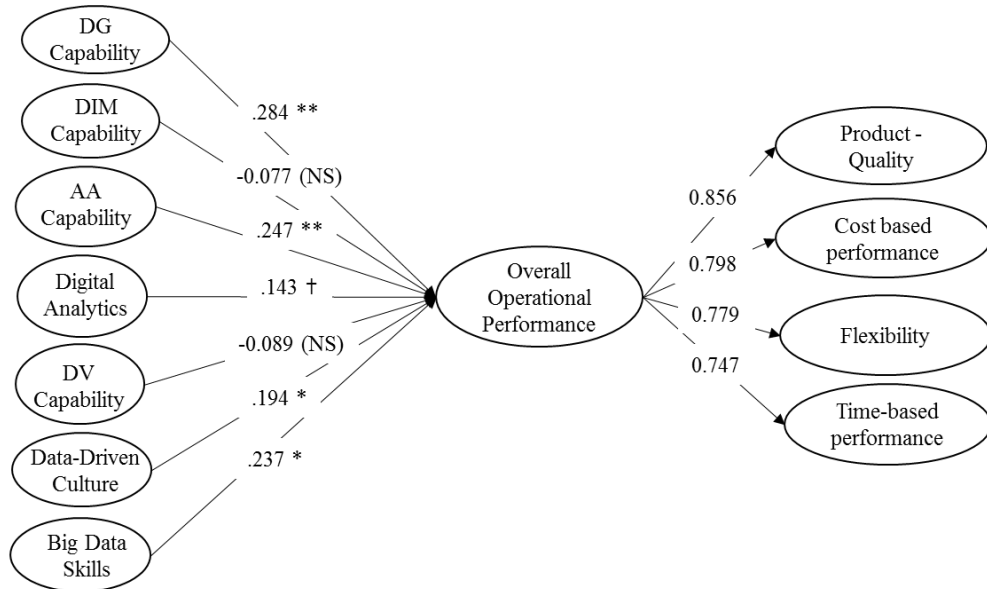 DG
Capability
DIM
Capability
AA
Capability
Digital
Analytics
DV
Capability
Data-Driven
Culture
Big Data
Skills
.284 **
-0.077 (NS)
.247 **
.143 †
-0.089 (NS)
.194 *
.237 *
Overall
Operational
Performance
0.856
0.798
0.779
0.747
Product -
Quality
Cost based
performance
Flexibility
Time-based
performance